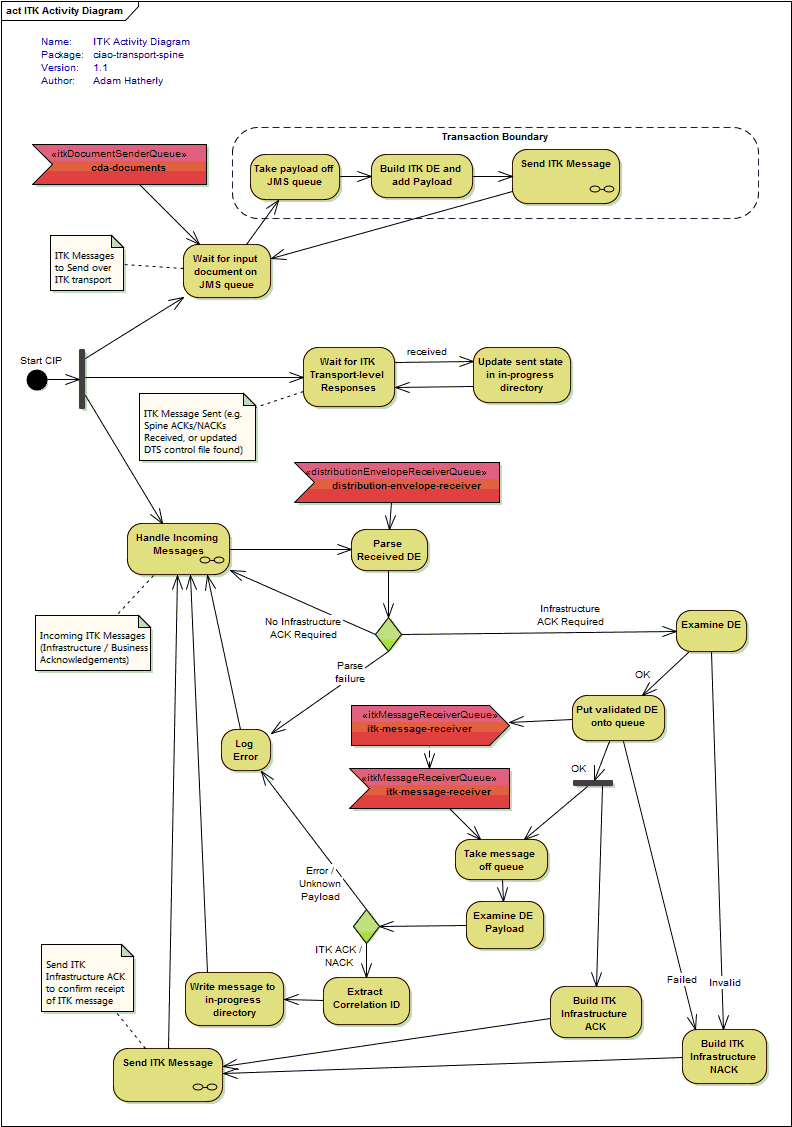 act ITK Activity Diagram
Name: ITK Activity Diagram
Package: ciao-transport-spine
Version: 1.1
Author: Adam Hatherly
Transaction Boundary
«itkDocumentSenderQueue»
cda-documents
Take payload off
JMS queue
Build ITK DE and
add Payload
Send ITK Message
ITK Messages
to Send over
ITK transport
Wait for input
document on
JMS queue
Start CIP
Wait for ITK
Transport-level
Responses
received
Update sent state
in in-progress
directory
ITK Message Sent (e.g.
Spine ACKs/NACKs
Received, or updated
DTS control file found)
«distributionEnvelopeReceiverQueue»
distribution-envelope-receiver
Handle Incoming
Messages
Parse
Received DE
Incoming ITK Messages
(Infrastructure / Business
Acknowledgements)
No Infrastructure
ACK Required
Infrastructure
ACK Required
Examine DE
Parse
failure
OK
Put validated DE
onto queue
«itkMessageReceiverQueue»
itk-message-receiver
Log
Error
«itkMessageReceiverQueue»
itk-message-receiver
OK
Take message
off queue
Error /
Unknown
Payload
Examine DE
Payload
ITK ACK /
NACK
Send ITK
Infrastructure ACK
to confirm receipt
of ITK message
Write message to
in-progress
directory
Extract
Correlation ID
Failed
Invalid
Build ITK
Infrastructure
ACK
Send ITK Message
Build ITK
Infrastructure
NACK